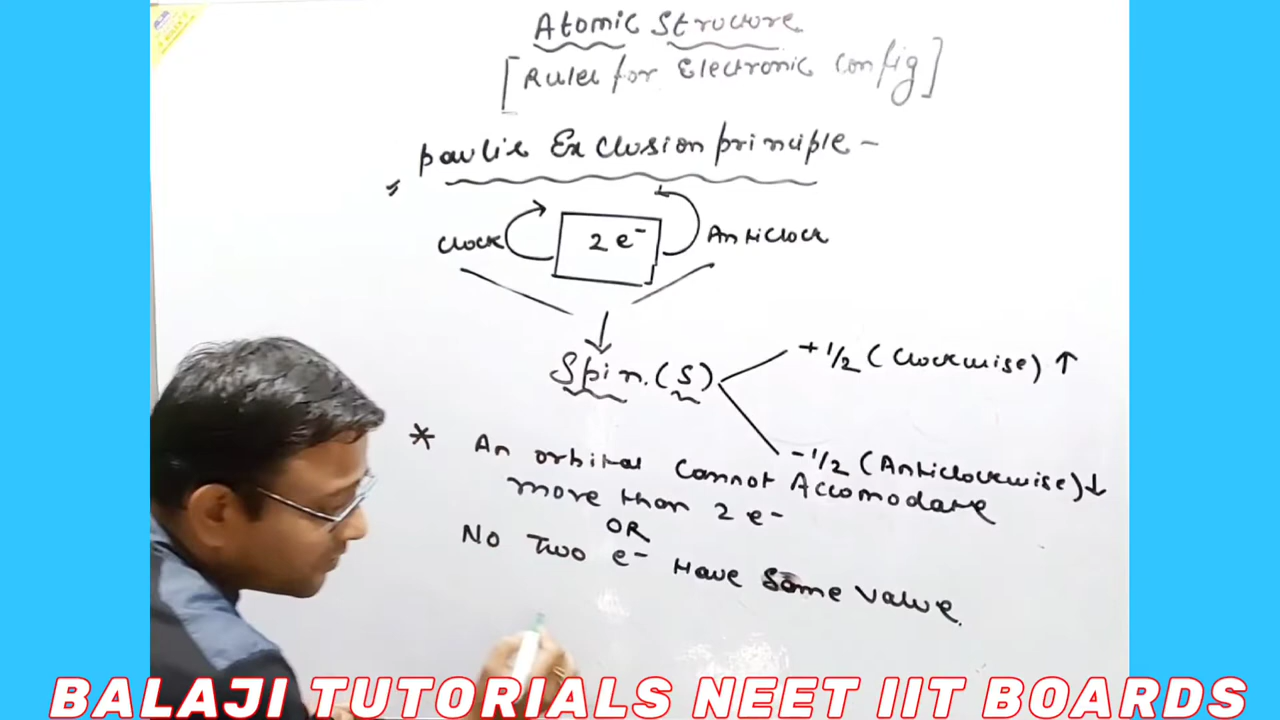 Atomic Structure
[Rules for Electronic Config]
paulis Exclusion principle -
Clock
2 e-
Anticlock
Spin. (S)
+1/2 (Clockwise) ↑
-1/2 (Anticlockwise) ↓
* An orbital Cannot Accomodate
more than 2 e-
OR
No Two e- Have Same value.
BALAJI TUTORIALS NEET IIT BOARDS